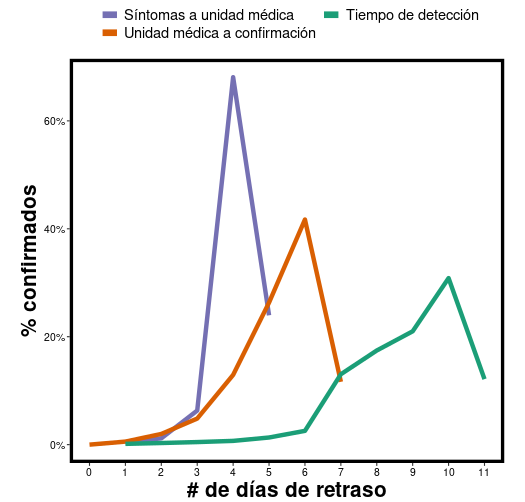 Síntomas a unidad médica
Tiempo de detección
Unidad médica a confirmación
60%
40%
20%
0%
% confirmados
0 1 2 3 4 5 6 7 8 9 10 11
# de días de retraso